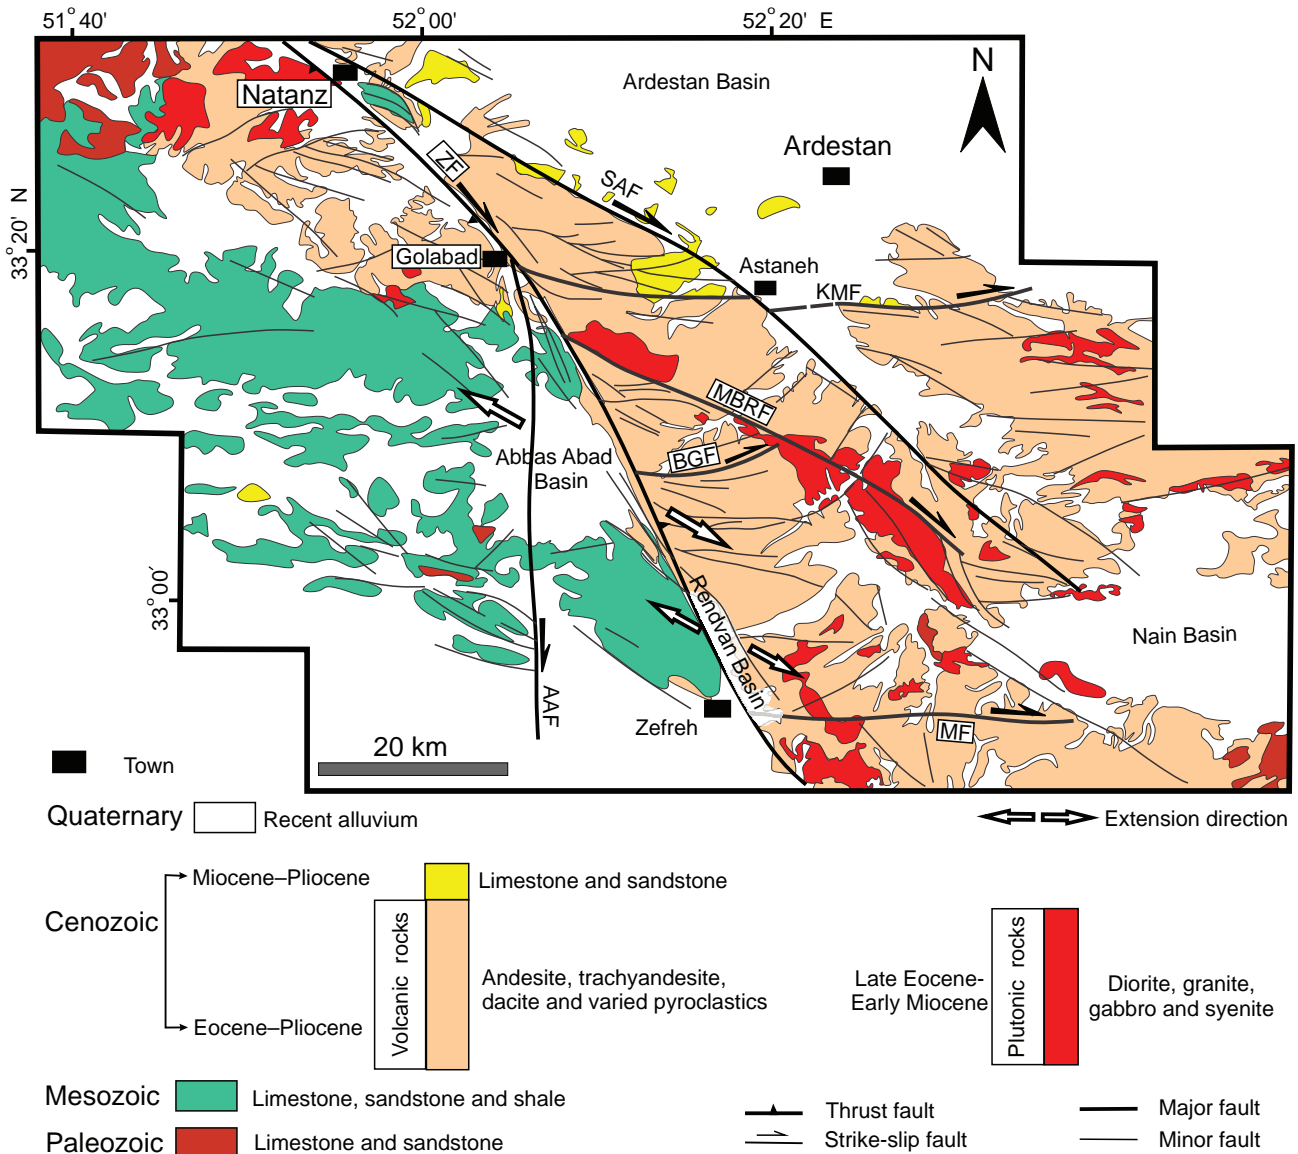 51° 40'
52° 00'
52° 20' E
N
Ardestan Basin
Natanz
Ardestan
ZF
SAF
33° 20' N
Golabad
Astaneh
KMF
MBRF
BGF
Abbas Abad
Basin
33° 00'
Rendvan Basin
Nain Basin
AAF
Zefreh
MF
20 km
Town
Quaternary
Recent alluvium
Extension direction
Miocene–Pliocene
Limestone and sandstone
Cenozoic
Volcanic rocks
Andesite, trachyandesite,
dacite and varied pyroclastics
Eocene–Pliocene
Late Eocene-
Early Miocene
Plutonic rocks
Diorite, granite,
gabbro and syenite
Mesozoic
Limestone, sandstone and shale
Paleozoic
Limestone and sandstone
Thrust fault
Major fault
Strike-slip fault
Minor fault